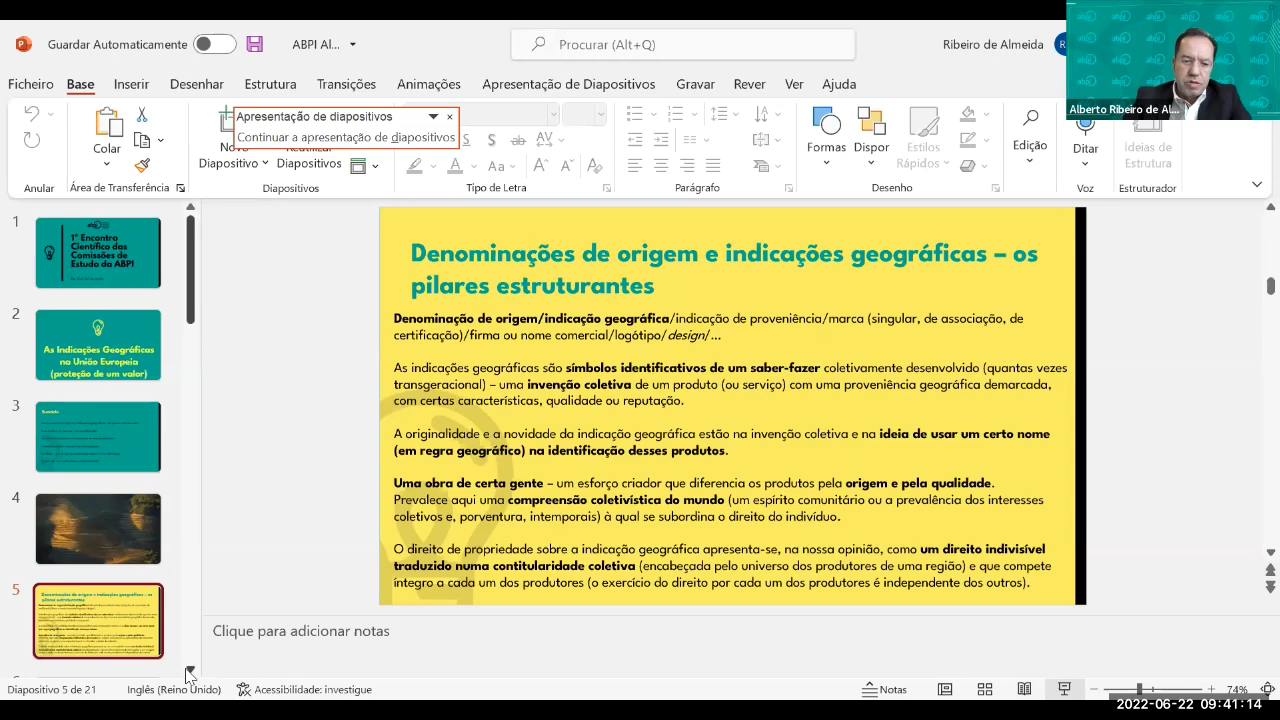 Guardar Automaticamente
ABPI Al...
Procurar (Alt+Q)
Ribeiro de Almeida
R
abpi
Alberto Ribeiro de Al...
Ficheiro Base Inserir Desenhar Estrutura Transições Animações Apresentação de Diapositivos Gravar Rever Ver Ajuda
Apresentação de diapositivos
Continuar a apresentação de diapositivos
Colar
Diapositivo
Diapositivos
Formas
Dispor
Estilos
Rápidos
Edição
Ditar
Ideias de
Estrutura
Anular
Área de Transferência
Diapositivos
Tipo de Letra
Parágrafo
Desenho
Voz
Estruturador
1
1º Encontro
Científico das
Comissões de
Estudo da ABPI
2
As Indicações Geográficas
na União Europeia
(proteção de um valor)
3
Sumário
4
5
Denominações de origem e indicações geográficas – os
pilares estruturantes
Denominação de origem/indicação geográfica/indicação de proveniência/marca (singular, de associação, de
certificação)/firma ou nome comercial/logótipo/design/...
As indicações geográficas são símbolos identificativos de um saber-fazer coletivamente desenvolvido (quantas vezes
transgeracional) – uma invenção coletiva de um produto (ou serviço) com uma proveniência geográfica demarcada,
com certas características, qualidade ou reputação.
A originalidade e a novidade da indicação geográfica estão na invenção coletiva e na ideia de usar um certo nome
(em regra geográfico) na identificação desses produtos.
Uma obra de certa gente – um esforço criador que diferencia os produtos pela origem e pela qualidade.
Prevalece aqui uma compreensão coletivística do mundo (um espírito comunitário ou a prevalência dos interesses
coletivos e, porventura, intemporais) à qual se subordina o direito do indivíduo.
O direito de propriedade sobre a indicação geográfica apresenta-se, na nossa opinião, como um direito indivisível
traduzido numa contitularidade coletiva (encabeçada pelo universo dos produtores de uma região) e que compete
íntegro a cada um dos produtores (o exercício do direito por cada um dos produtores é independente dos outros).
Clique para adicionar notas
Diapositivo 5 de 21
Inglês (Reino Unido)
Acessibilidade: investigue
Notas
74%
2022-06-22 09:41:14